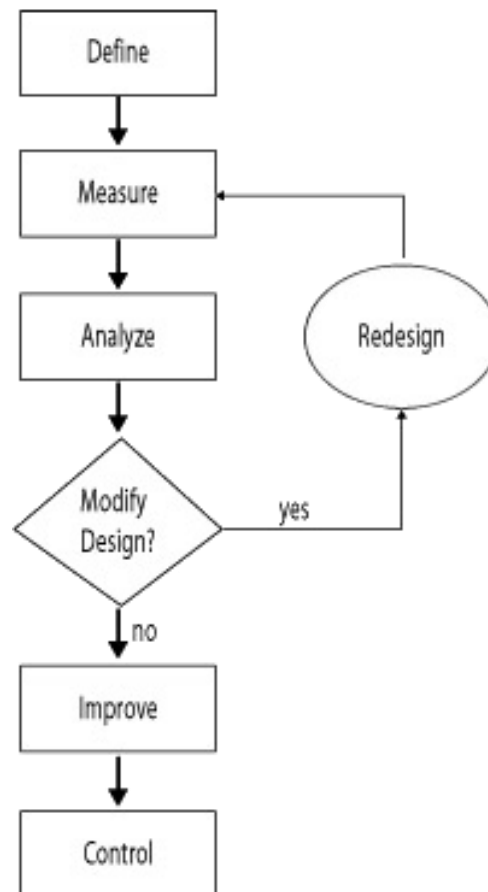 Define
Measure
Analyze
Redesign
Modify
Design?
yes
no
Improve
Control